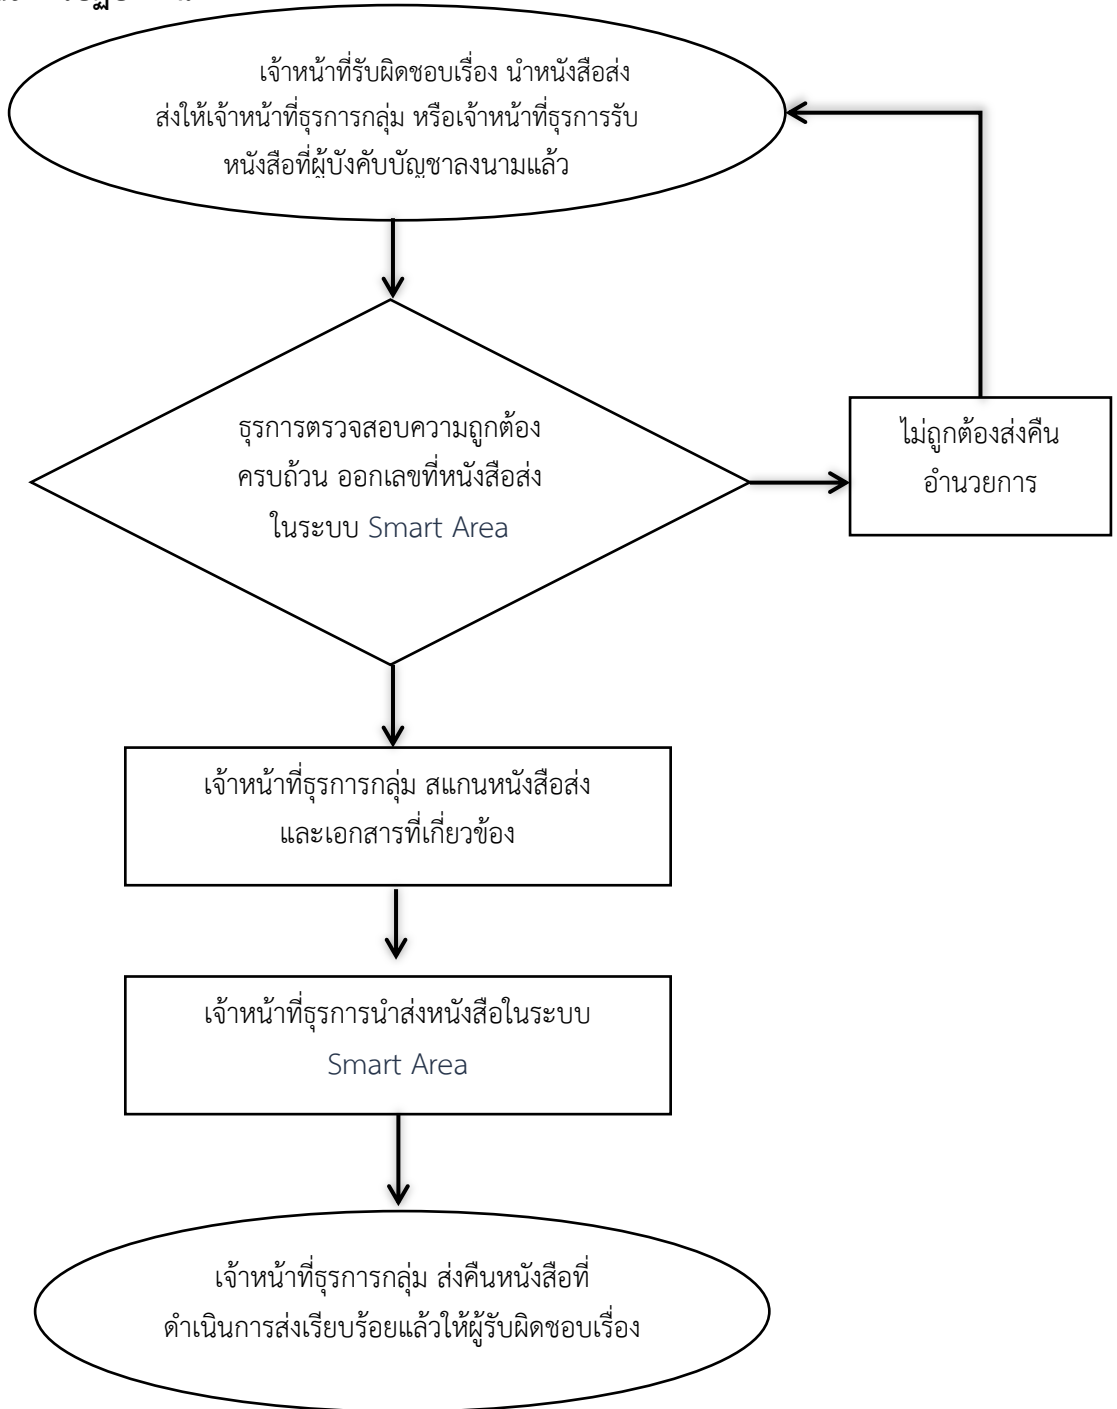 เจ้าหน้าที่รับผิดชอบเรื่อง นำหนังสือส่ง
ส่งให้เจ้าหน้าที่ธุรการกลุ่ม หรือเจ้าหน้าที่ธุรการรับ
หนังสือที่ผู้บังคับบัญชาลงนามแล้ว
ธุรการตรวจสอบความถูกต้อง
ครบถ้วน ออกเลขที่หนังสือส่ง
ในระบบ Smart Area
ไม่ถูกต้องส่งคืน
อำนวยการ
เจ้าหน้าที่ธุรการกลุ่ม สแกนหนังสือส่ง
และเอกสารที่เกี่ยวข้อง
เจ้าหน้าที่ธุรการนำส่งหนังสือในระบบ
Smart Area
เจ้าหน้าที่ธุรการกลุ่ม ส่งคืนหนังสือที่
ดำเนินการส่งเรียบร้อยแล้วให้ผู้รับผิดชอบเรื่อง